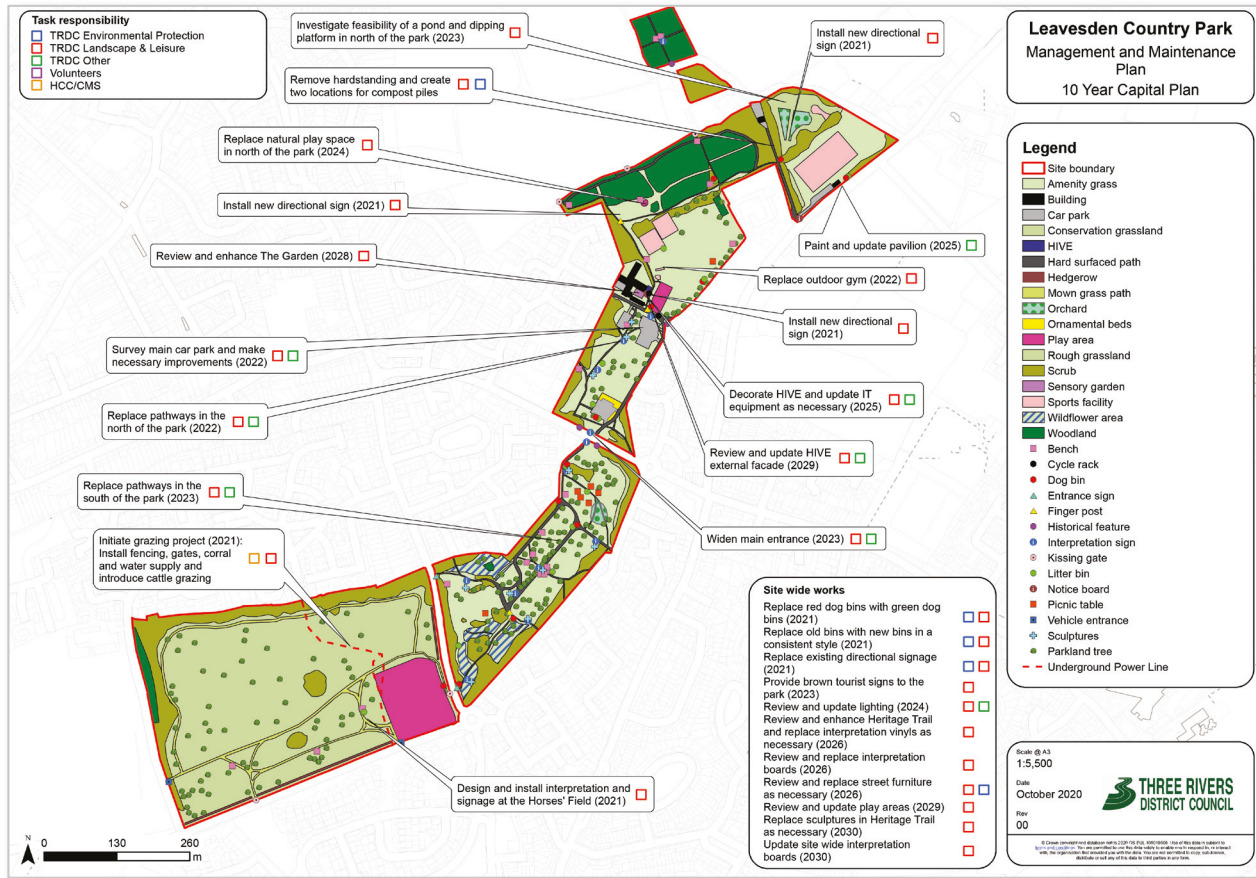 Task responsibility
TRDC Environmental Protection
TRDC Landscape & Leisure
TRDC Other
Volunteers
HCC/CMS
Investigate feasibility of a pond and dipping
platform in north of the park (2023)
Install new directional
sign (2021)
Remove hardstanding and create
two locations for compost piles
Replace natural play space
in north of the park (2024)
Install new directional sign (2021)
Review and enhance The Garden (2028)
Paint and update pavilion (2025)
Replace outdoor gym (2022)
Install new directional
sign (2021)
Survey main car park and make
necessary improvements (2022)
Decorate HIVE and update IT
equipment as necessary (2025)
Replace pathways in the
north of the park (2022)
Review and update HIVE
external facade (2029)
Replace pathways in the
south of the park (2023)
Widen main entrance (2023)
Initiate grazing project (2021):
Install fencing, gates, corral
and water supply and
introduce cattle grazing
Design and install interpretation and
signage at the Horses' Field (2021)
Site wide works
Replace red dog bins with green dog
bins (2021)
Replace old bins with new bins in a
consistent style (2021)
Replace existing directional signage
(2021)
Provide brown tourist signs to the
park (2023)
Review and update lighting (2024)
Review and enhance Heritage Trail
and replace interpretation vinyls as
necessary (2026)
Review and replace interpretation
boards (2026)
Review and replace street furniture
as necessary (2026)
Review and update play areas (2029)
Replace sculptures in Heritage Trail
as necessary (2030)
Update site wide interpretation
boards (2030)
Leavesden Country Park
Management and Maintenance
Plan
10 Year Capital Plan
Legend
Site boundary
Amenity grass
Building
Car park
Conservation grassland
HIVE
Hard surfaced path
Hedgerow
Mown grass path
Orchard
Ornamental beds
Play area
Rough grassland
Scrub
Sensory garden
Sports facility
Wildflower area
Woodland
Bench
Cycle rack
Dog bin
Entrance sign
Finger post
Historical feature
Interpretation sign
Kissing gate
Litter bin
Notice board
Picnic table
Vehicle entrance
Sculptures
Parkland tree
Underground Power Line
Scale @ A3
1:5,500
Date
October 2020
Rev
00
THREE RIVERS
DISTRICT COUNCIL
N
0 130 260
m